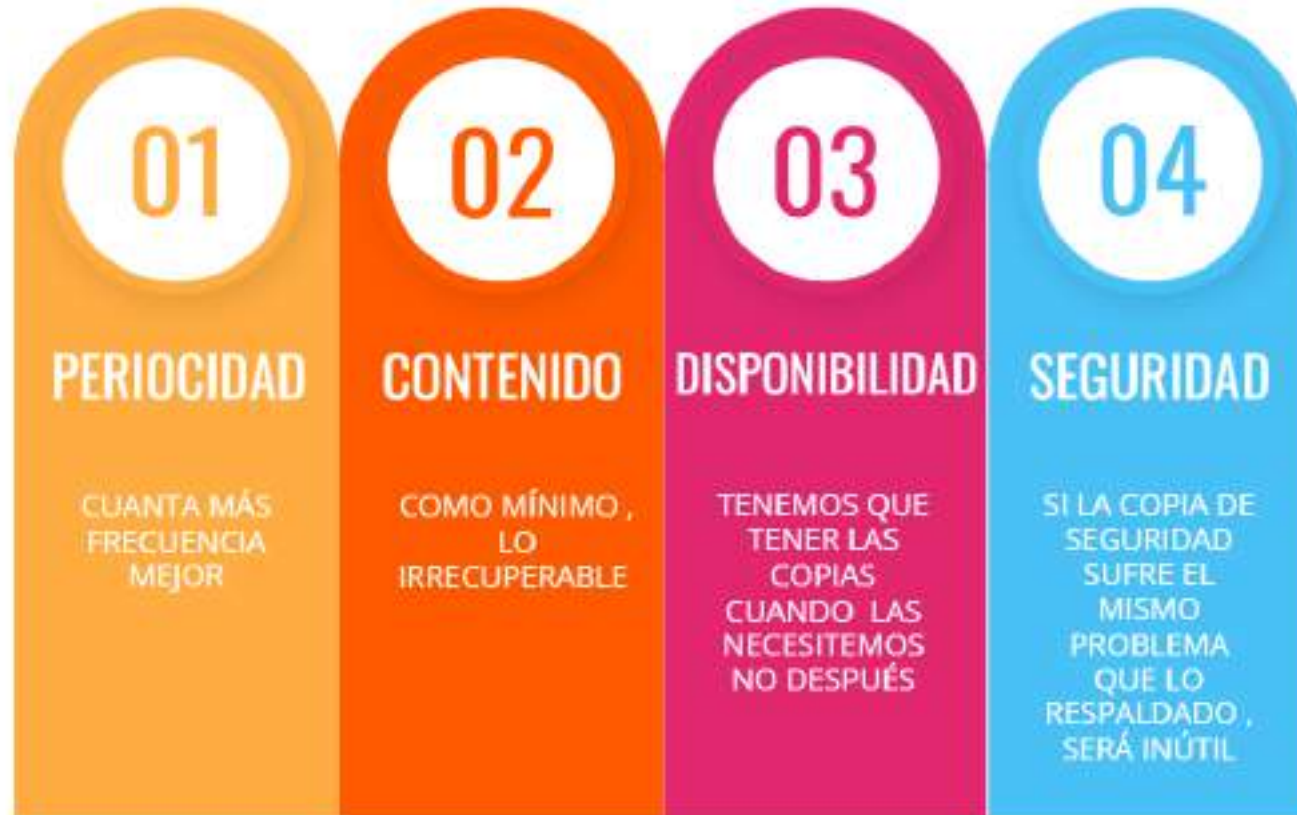 01
PERIOCIDAD
CUANTA MÁS
FRECUENCIA
MEJOR
02
CONTENIDO
COMO MÍNIMO ,
LO
IRRECUPERABLE
03
DISPONIBILIDAD
TENEMOS QUE
TENER LAS
COPIAS
CUANDO LAS
NECESITEMOS
NO DESPUÉS
04
SEGURIDAD
SI LA COPIA DE
SEGURIDAD
SUFRE EL
MISMO
PROBLEMA
QUE LO
RESPALDADO ,
SERÁ INÚTIL